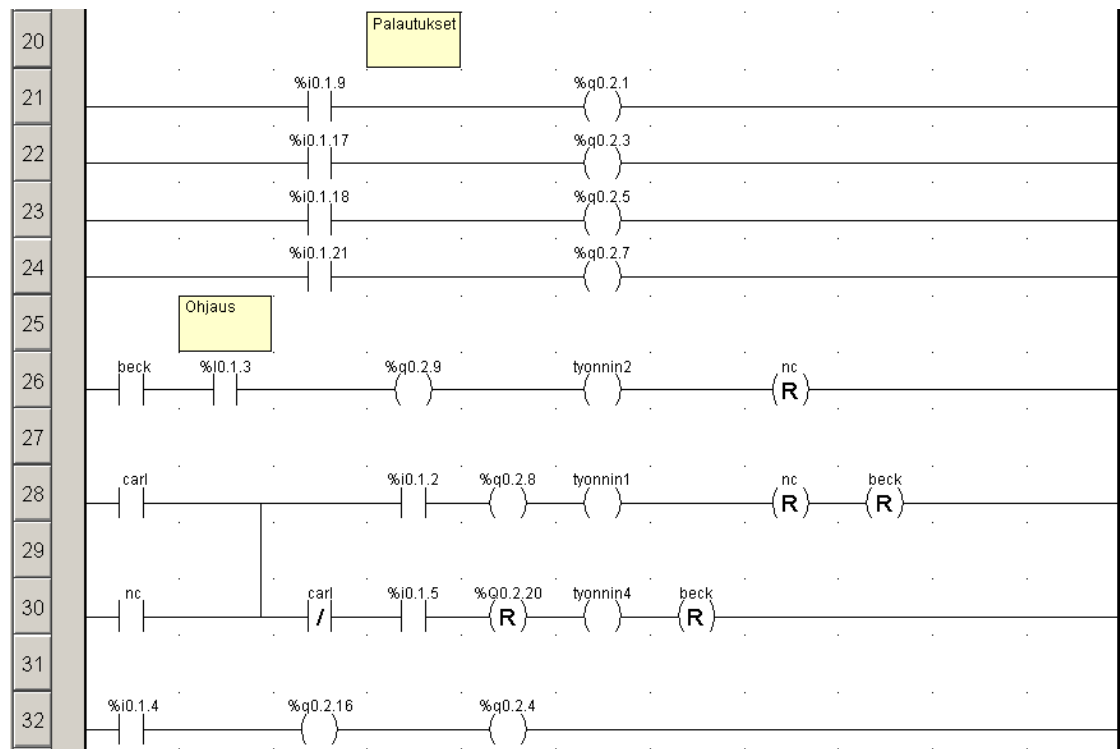 20
Palautukset
21
%i0.1.9 %q0.2.1
22
%i0.1.17 %q0.2.3
23
%i0.1.18 %q0.2.5
24
%i0.1.21 %q0.2.7
25
Ohjaus
26
beck %I0.1.3 %q0.2.9 tyonnin2 nc
R
27
28
carl %i0.1.2 %q0.2.8 tyonnin1 nc beck
R R
29
30
nc carl %i0.1.5 %Q0.2.20 tyonnin4 beck
/ R R
31
32
%i0.1.4 %q0.2.16 %q0.2.4